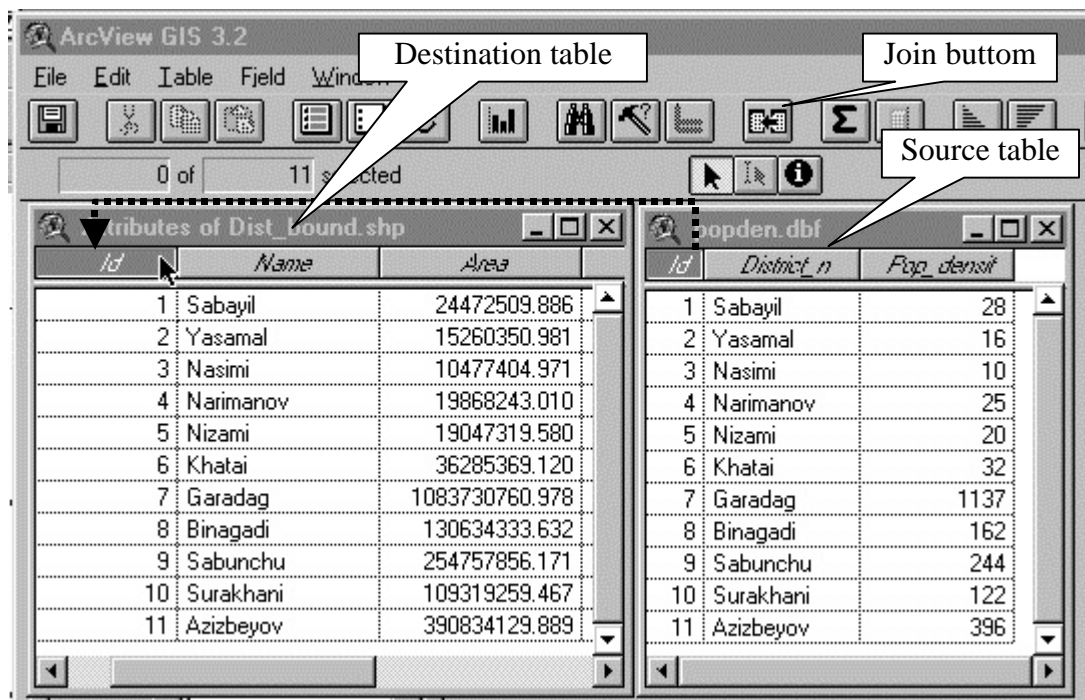 ArcView GIS 3.2
Destination table
Join buttom
File Edit Table Field Window
Source table
0 of 11 selected
Attributes of Dist_bound.shp
Id Name Area
1 Sabayil 24472509.886
2 Yasamal 15260350.981
3 Nasimi 10477404.971
4 Narimanov 19868243.010
5 Nizami 19047319.580
6 Khatai 36285369.120
7 Garadag 1083730760.978
8 Binagadi 130634333.632
9 Sabunchu 254757856.171
10 Surakhani 109319259.467
11 Azizbeyov 390834129.889
popden.dbf
Id District_n Pop_densit
1 Sabayil 28
2 Yasamal 16
3 Nasimi 10
4 Narimanov 25
5 Nizami 20
6 Khatai 32
7 Garadag 1137
8 Binagadi 162
9 Sabunchu 244
10 Surakhani 122
11 Azizbeyov 396